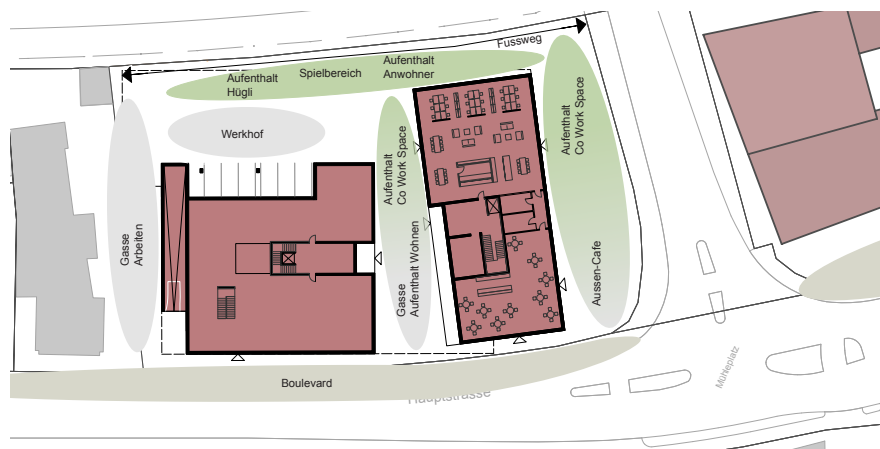 Fussweg
Aufenthalt
Anwohner
Spielbereich
Aufenthalt
Hügli
Werkhof
Gasse
Arbeiten
Aufenthalt
Co Work Space
Gasse
Aufenthalt Wohnen
Aufenthalt
Co Work Space
Aussen-Cafe
Boulevard
Hauptstrasse
Mühleplatz